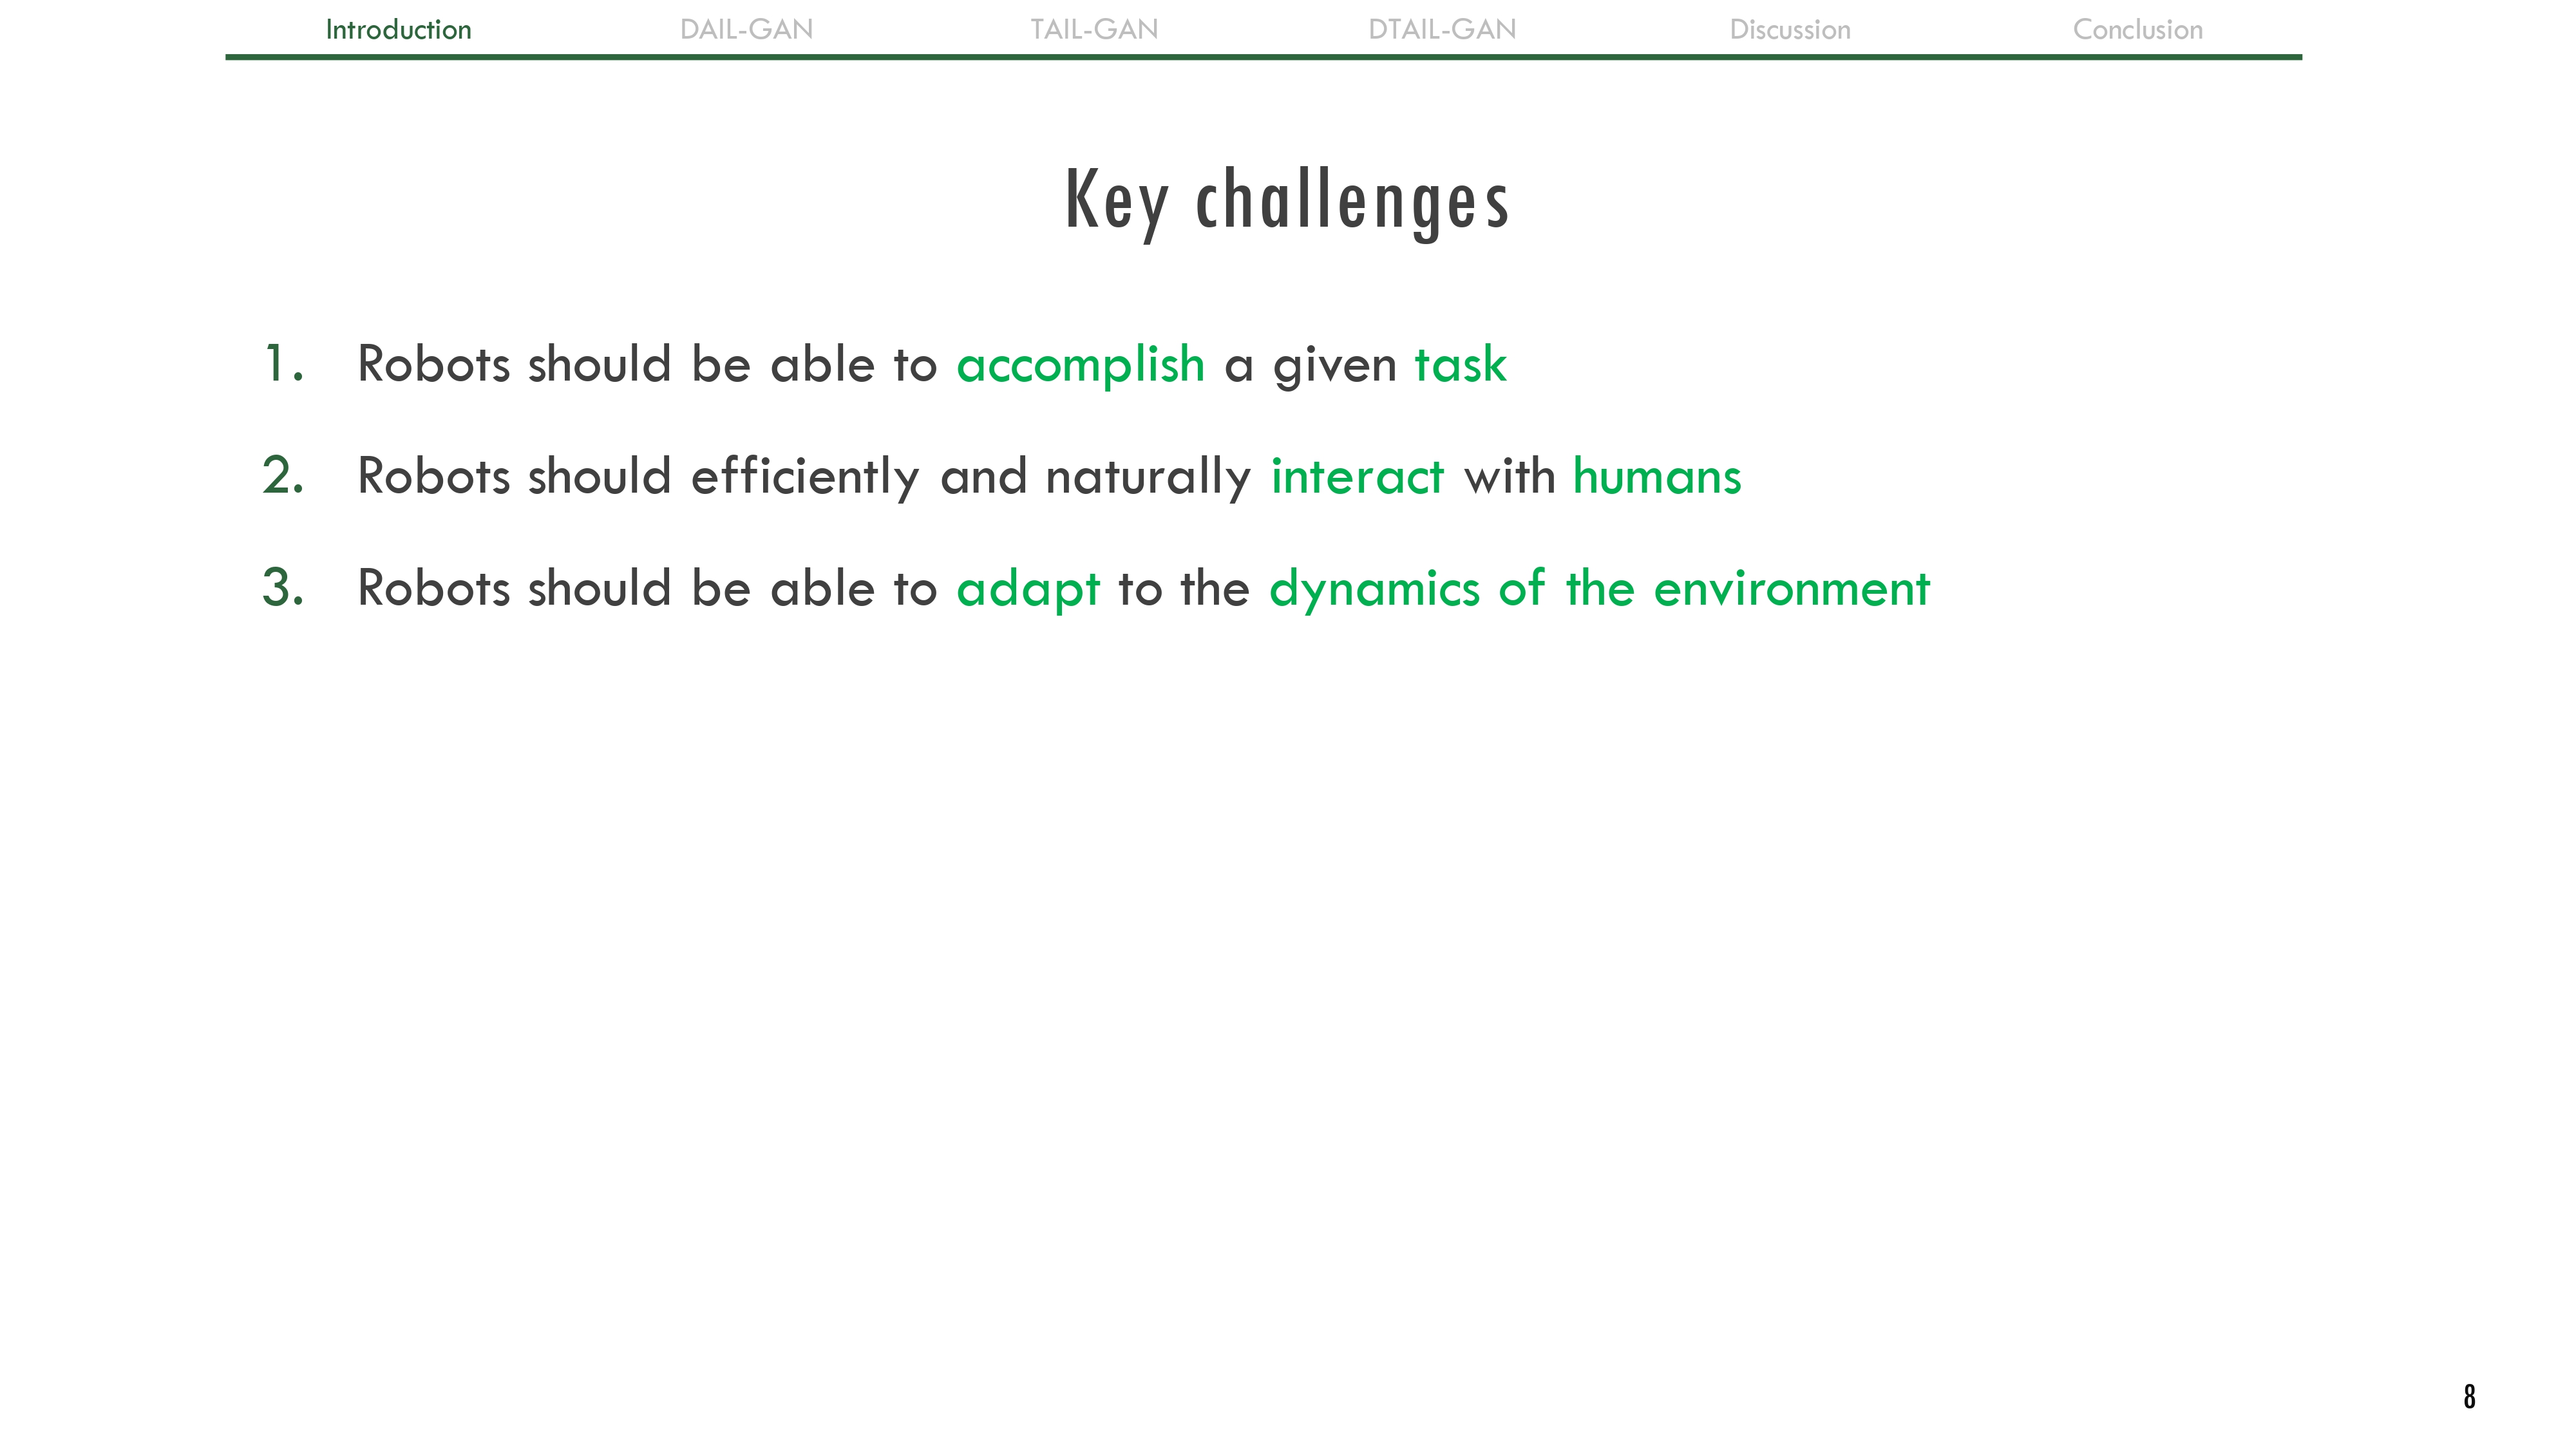 Introduction DAIL-GAN TAIL-GAN DTAIL-GAN Discussion Conclusion
Key challenges
1. Robots should be able to accomplish a given task
2. Robots should efficiently and naturally interact with humans
3. Robots should be able to adapt to the dynamics of the environment
8